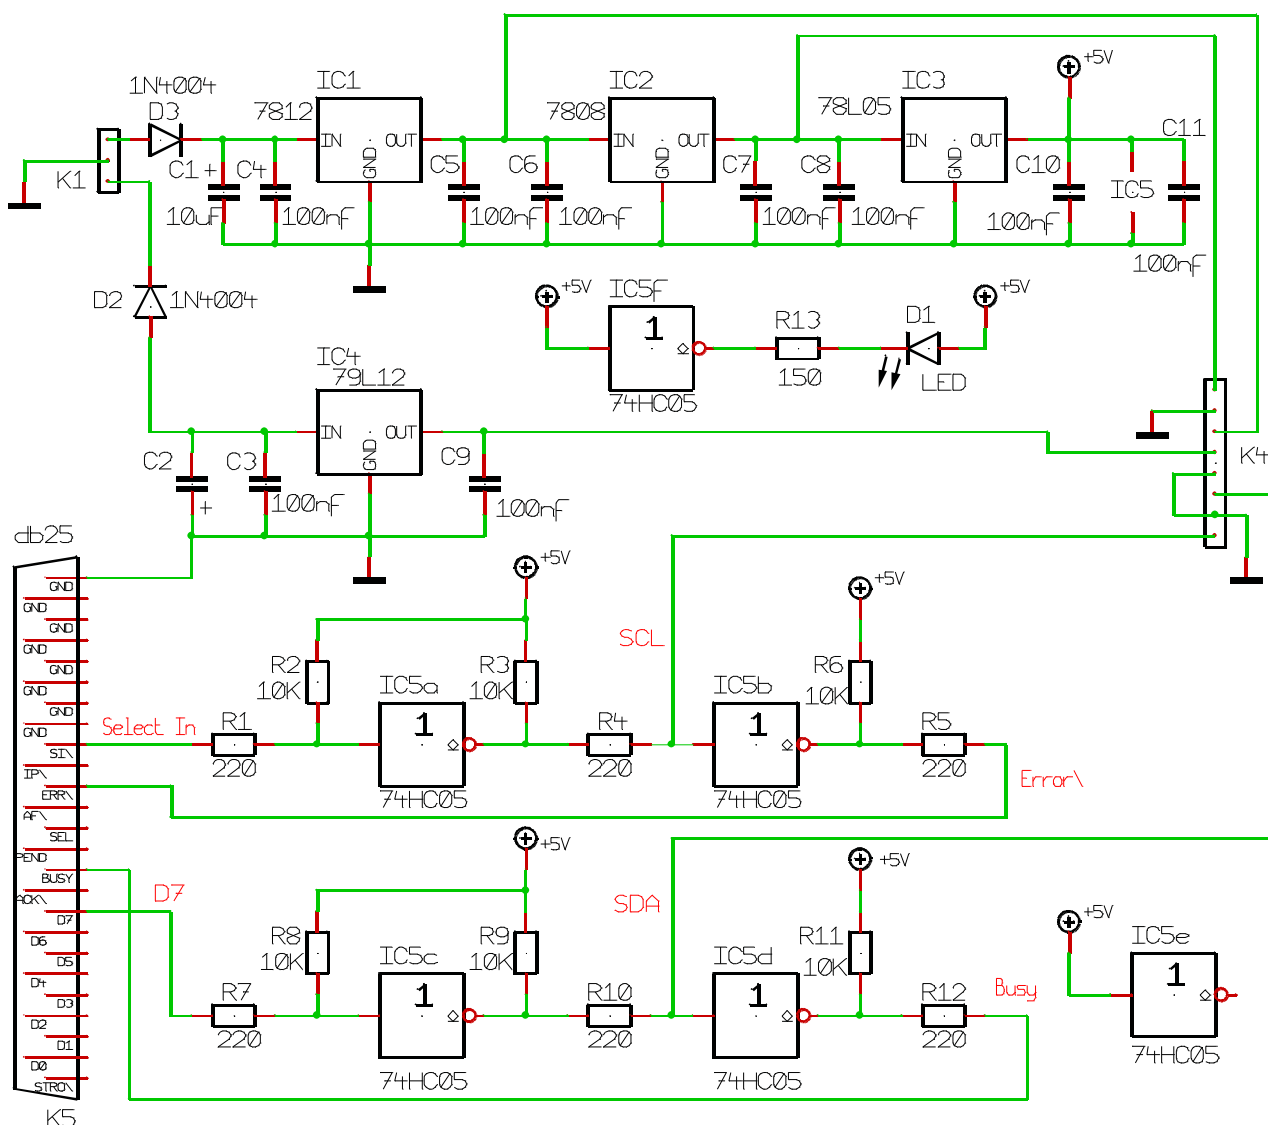 +5V
1N4004
D3
IC1
7812
IN
OUT
GND
IC2
7808
IN
OUT
GND
IC3
78L05
IN
OUT
GND
C11
K1
C1 +
10uF
C4
100nF
C5
100nF
C6
100nF
C7
100nF
C8
100nF
C10
100nF
IC5
100nF
D2
1N4004
+5V
IC5F
1
74HC05
R13
150
D1
LED
+5V
IC4
79L12
IN
OUT
GND
C2
+
C3
100nF
C9
100nF
K4
db25
GND
GND
GND
GND
GND
GND
GND
GND
SI\
IP\
ERR\
AF\
SEL
PEND
BUSY
ACK\
D7
D6
D5
D4
D3
D2
D1
D0
STRO\
K5
+5V
R2
10K
R3
10K
Select In
R1
220
IC5a
1
74HC05
SCL
R4
220
IC5b
1
74HC05
+5V
R6
10K
R5
220
Error\
+5V
D7
R8
10K
R9
10K
R7
220
IC5c
1
74HC05
SDA
R10
220
IC5d
1
74HC05
+5V
R11
10K
R12
220
Busy
+5V
IC5e
1
74HC05